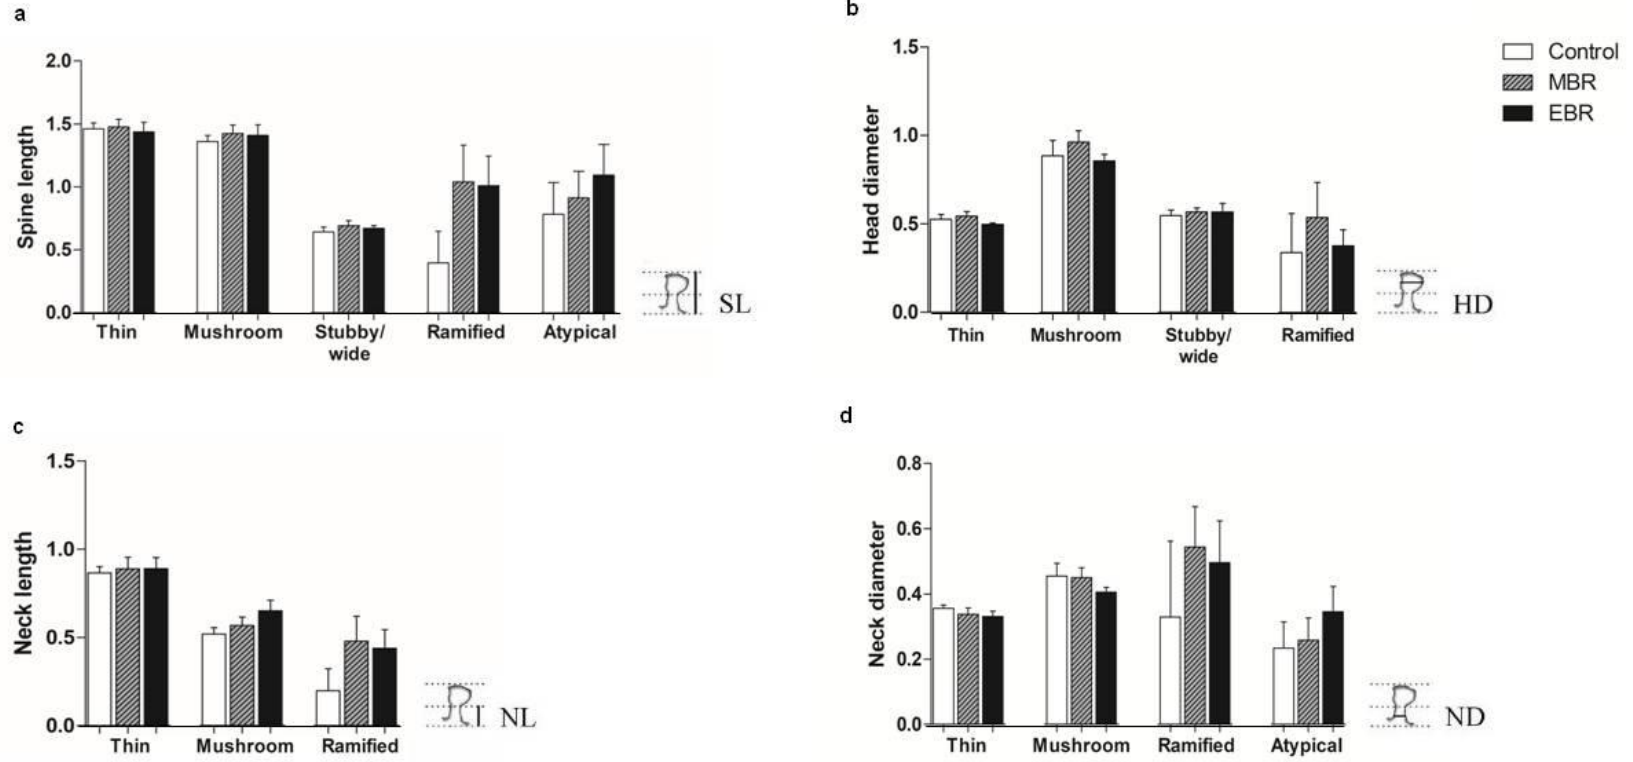 a
2.0
1.5
1.0
0.5
0.0
Spine length
Thin Mushroom Stubby/ Ramified Atypical
wide
SL
b
1.5
1.0
0.5
0.0
Head diameter
Thin Mushroom Stubby/ Ramified
wide
HD
Control
MBR
EBR
c
1.5
1.0
0.5
0.0
Neck length
Thin Mushroom Ramified
NL
d
0.8
0.6
0.4
0.2
0.0
Neck diameter
Thin Mushroom Ramified Atypical
ND